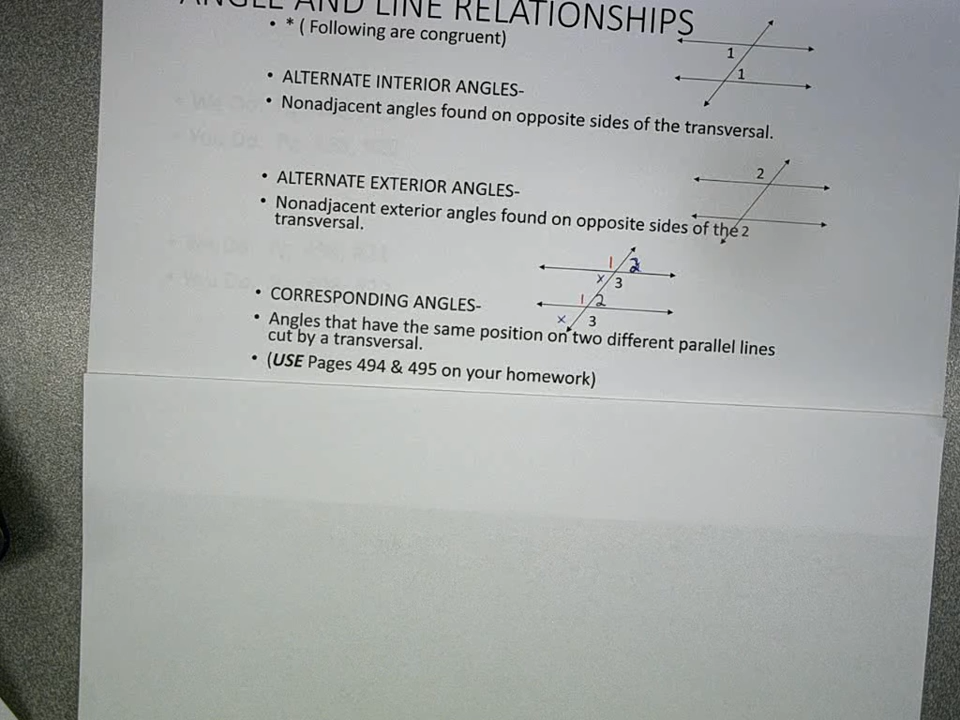 ANGLE AND LINE RELATIONSHIPS
• * ( Following are congruent)
1
1
• ALTERNATE INTERIOR ANGLES-
• Nonadjacent angles found on opposite sides of the transversal.
2
• ALTERNATE EXTERIOR ANGLES-
• Nonadjacent exterior angles found on opposite sides of the 2
transversal.
1 2
x 3
1 2
x 3
• CORRESPONDING ANGLES-
• Angles that have the same position on two different parallel lines
cut by a transversal.
• (USE Pages 494 & 495 on your homework)